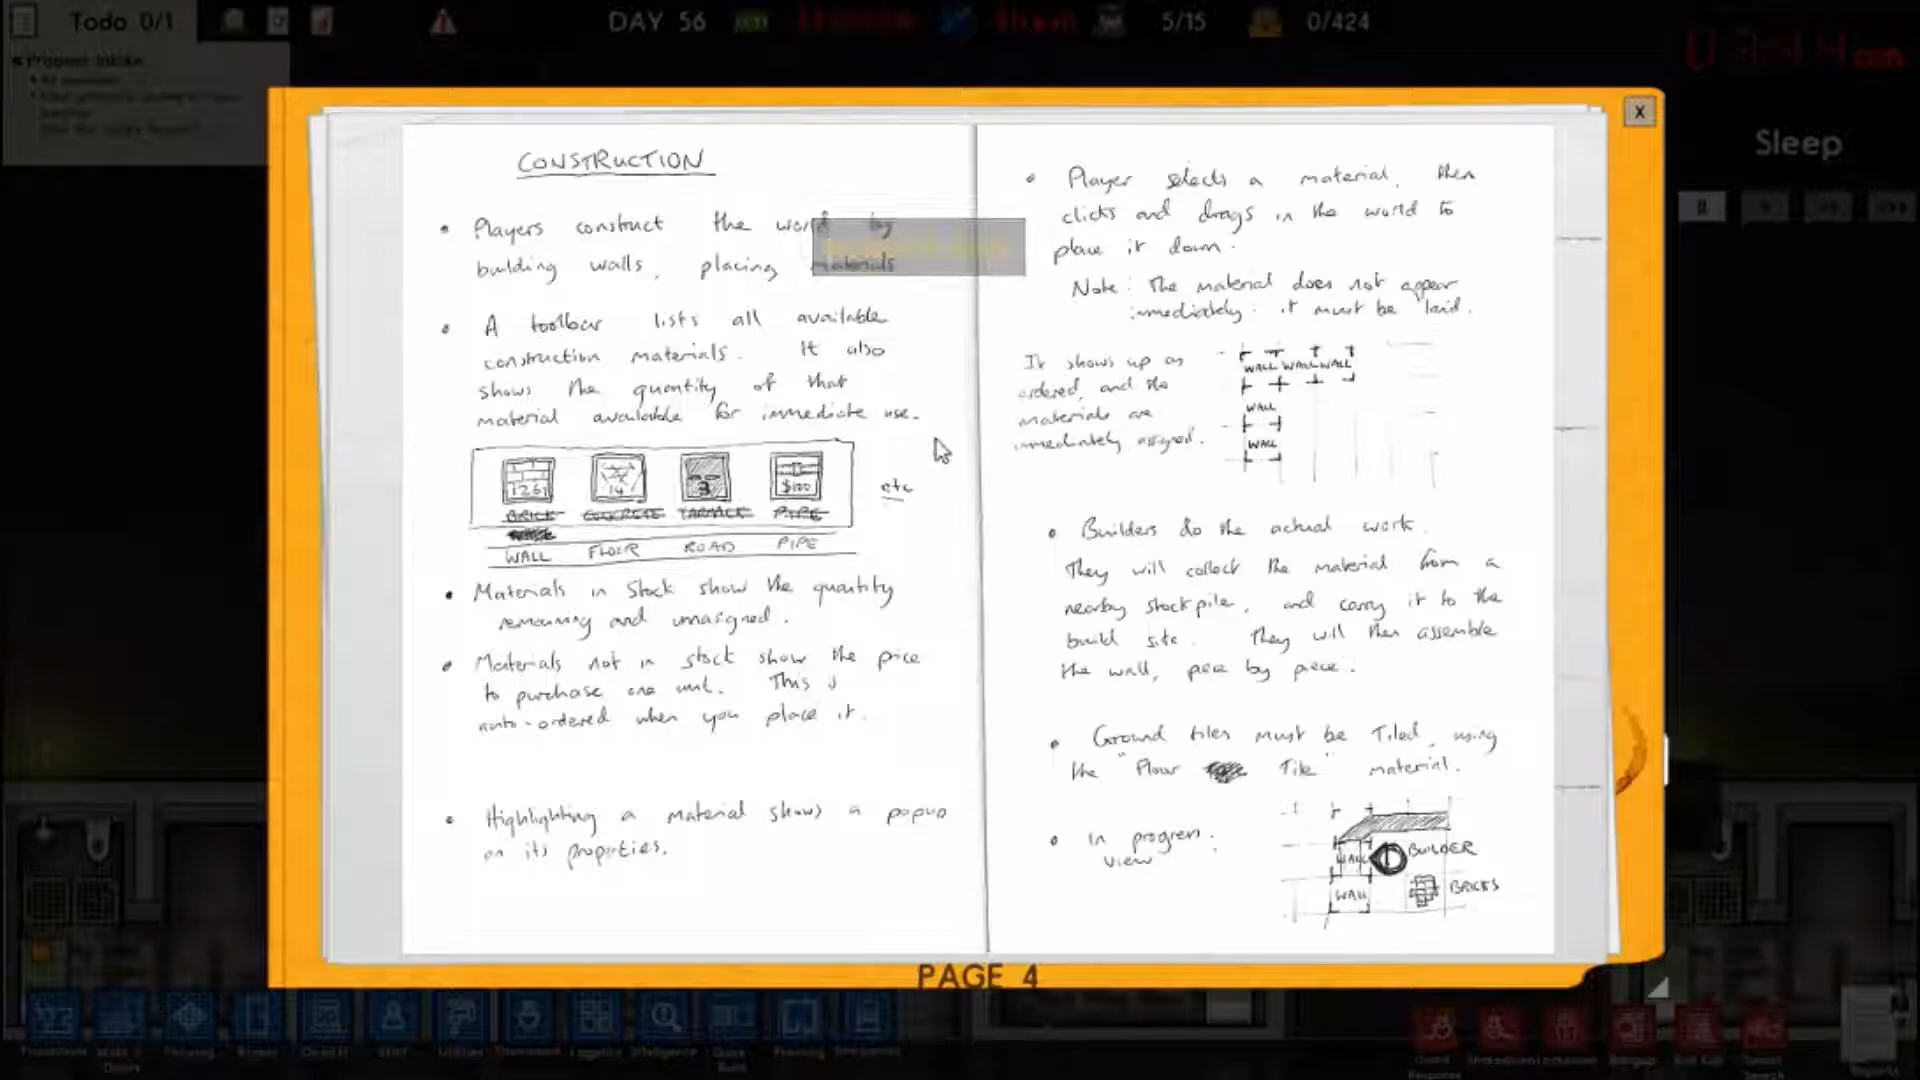 Todo 0/1
DAY 56
5/15
0/424
Prisoner Intake
Sleep
X
CONSTRUCTION
• Players construct the world by
building walls, placing materials
• A toolbar lists all available
construction materials. It also
shows the quantity of that
material available for immediate use.
1261
14
3
$100
etc
BRICK
CONCRETE
TARMACK
PIPE
WALL
FLOOR
ROAD
PIPE
• Materials in Stock show the quantity
remaining and unassigned.
• Materials not in stock show the price
to purchase one unit. This is
auto-ordered when you place it.
• Highlighting a material shows a popup
on its properties.
• Player selects a material, then
clicks and drags in the world to
place it down.
Note: The material does not appear
immediately: it must be 'laid.
It shows up as
ordered, and the
materials are
immediately assigned.
WALL WALL WALL
WALL
WALL
• Builders do the actual work.
They will collect the material from a
nearby stockpile, and carry it to the
build site. They will then assemble
the wall, piece by piece.
• Ground tiles must be Tiled, using
the "Floor Tile" material.
• In progress
view
WALL
BUILDER
WALL
BRICKS
PAGE 4